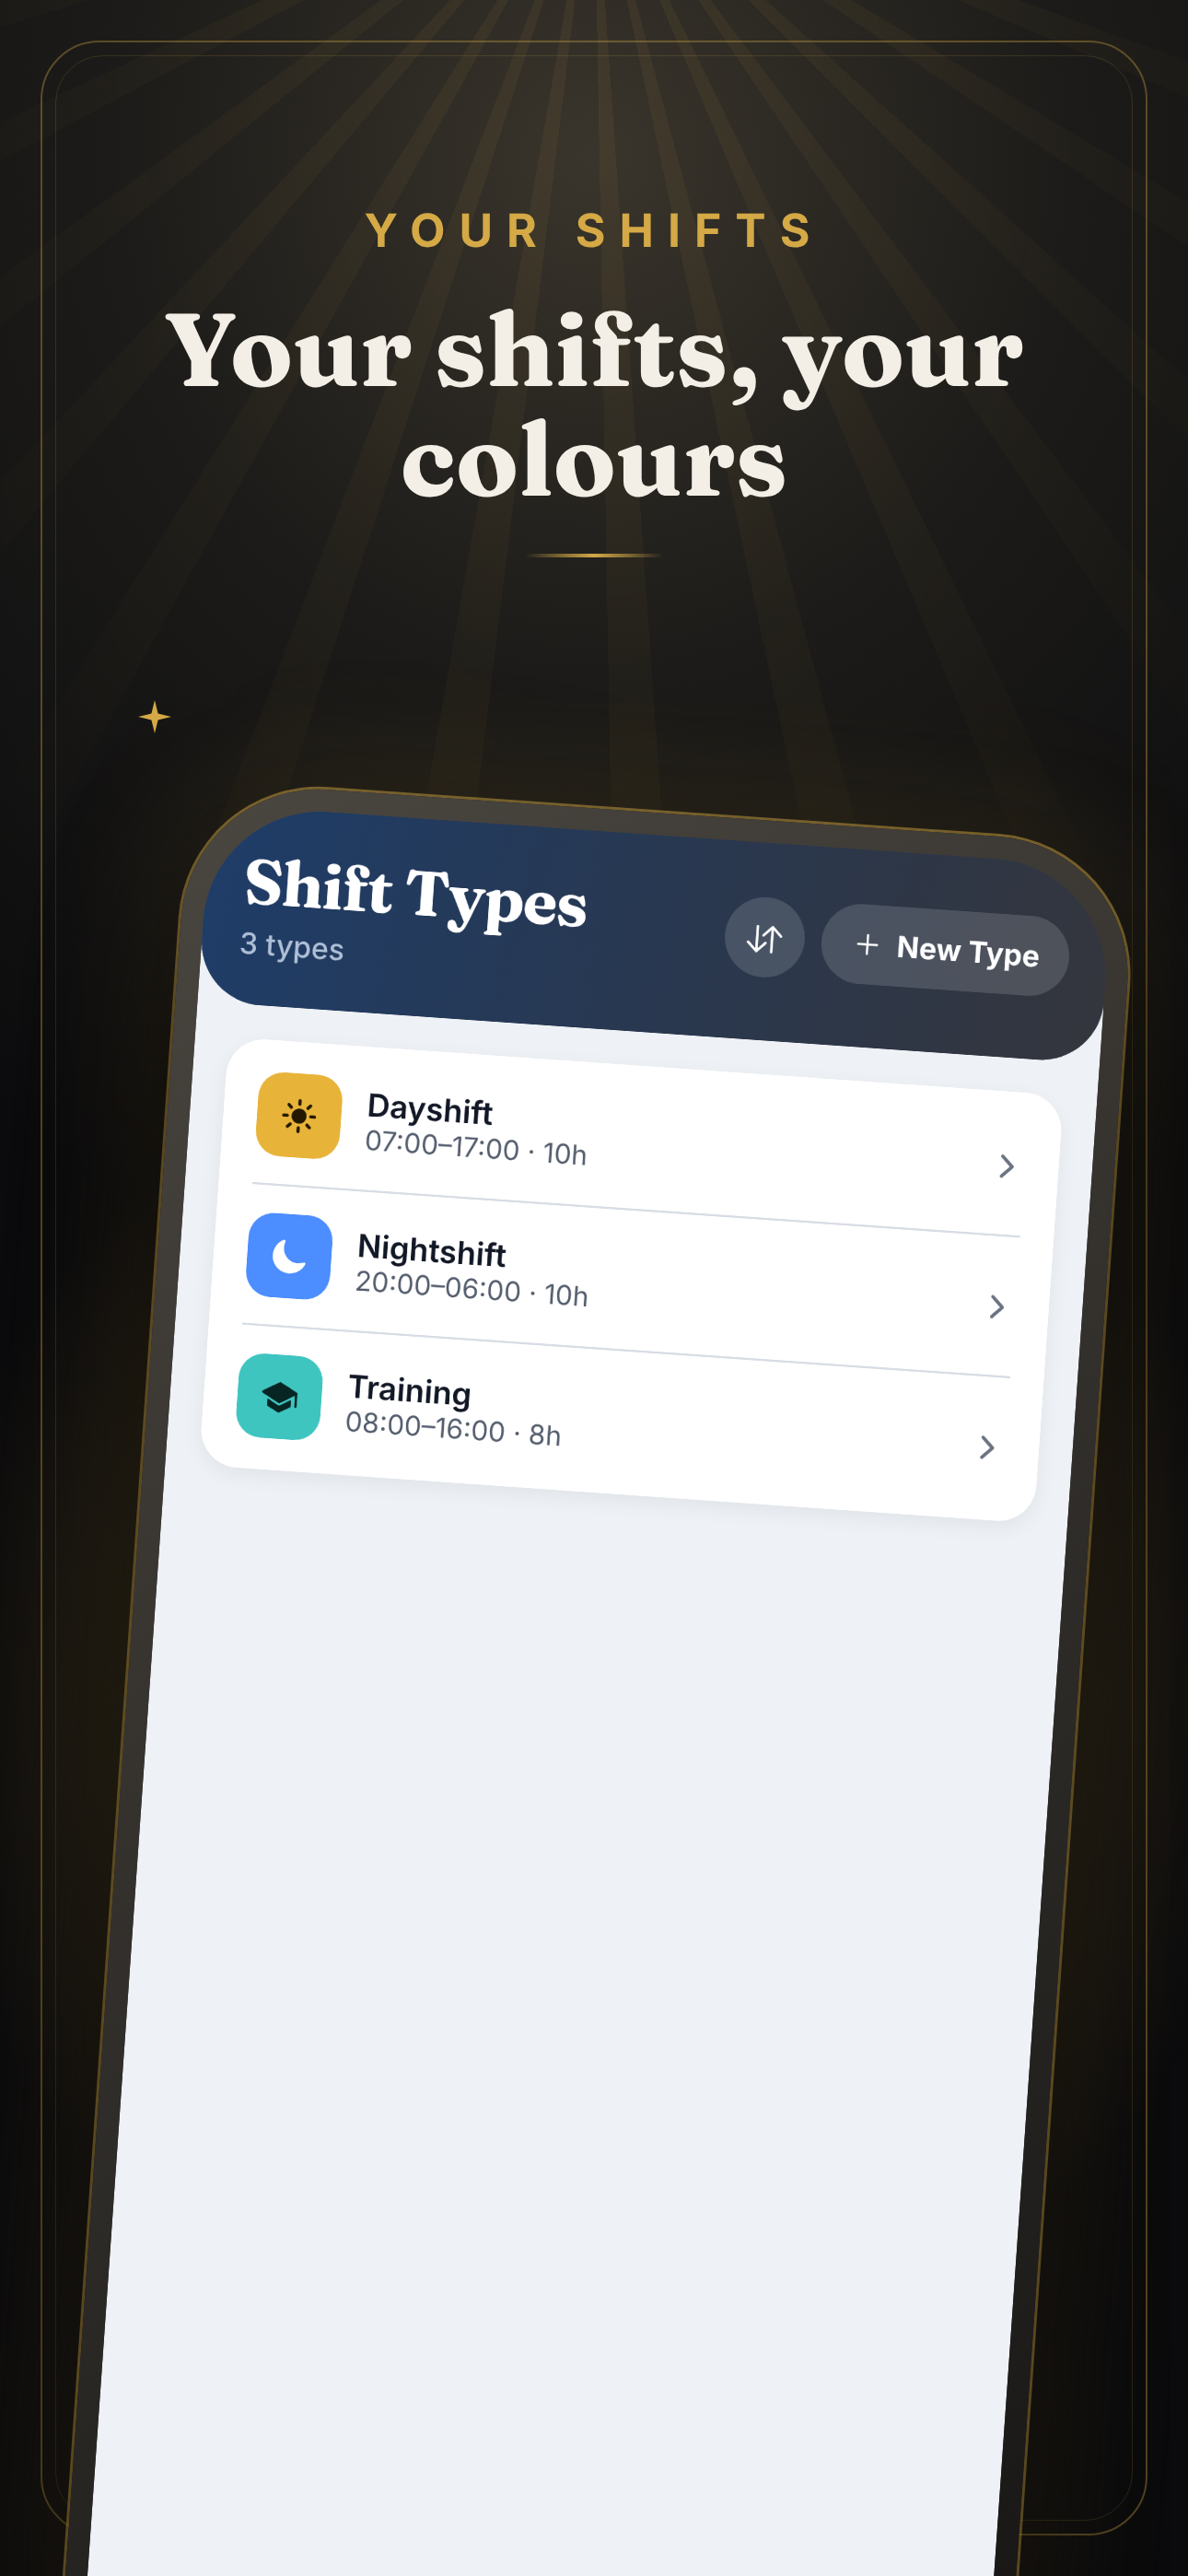 YOUR SHIFTS
Your shifts, your
colours
Shift Types
3 types
New Type
Dayshift
07:00–17:00 · 10h
Nightshift
20:00–06:00 · 10h
Training
08:00–16:00 · 8h